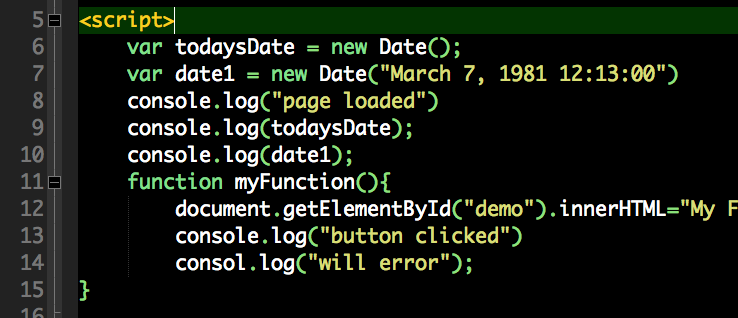 5 <script>
6 var todaysDate = new Date();
7 var date1 = new Date("March 7, 1981 12:13:00")
8 console.log("page loaded")
9 console.log(todaysDate);
10 console.log(date1);
11 function myFunction(){
12 document.getElementById("demo").innerHTML="My F
13 console.log("button clicked")
14 consol.log("will error");
15 }
16